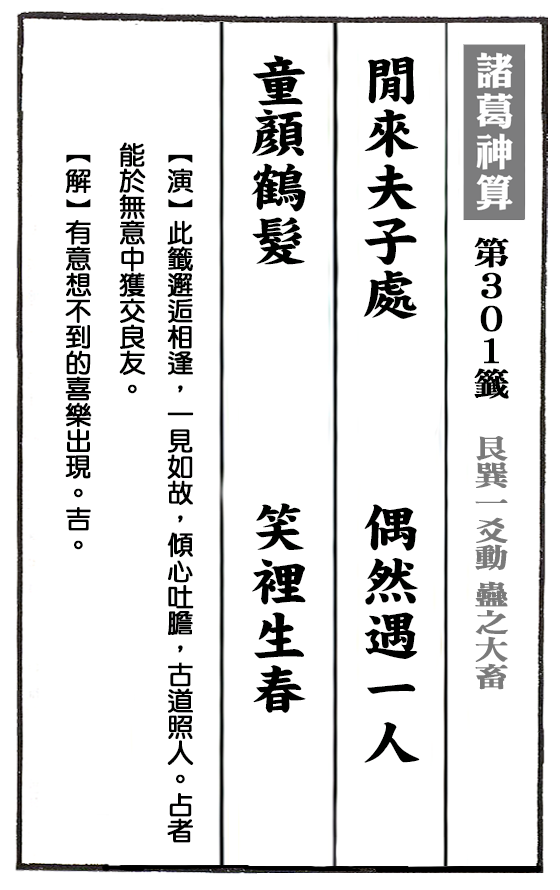 諸葛神算 第301籤 艮巽一爻動 蠱之大畜
閒來夫子處 偶然遇一人
童顏鶴髮 笑裡生春
【演】此籤邂逅相逢，一見如故，傾心吐膽，古道照人。占者
能於無意中獲交良友。
【解】有意想不到的喜樂出現。吉。